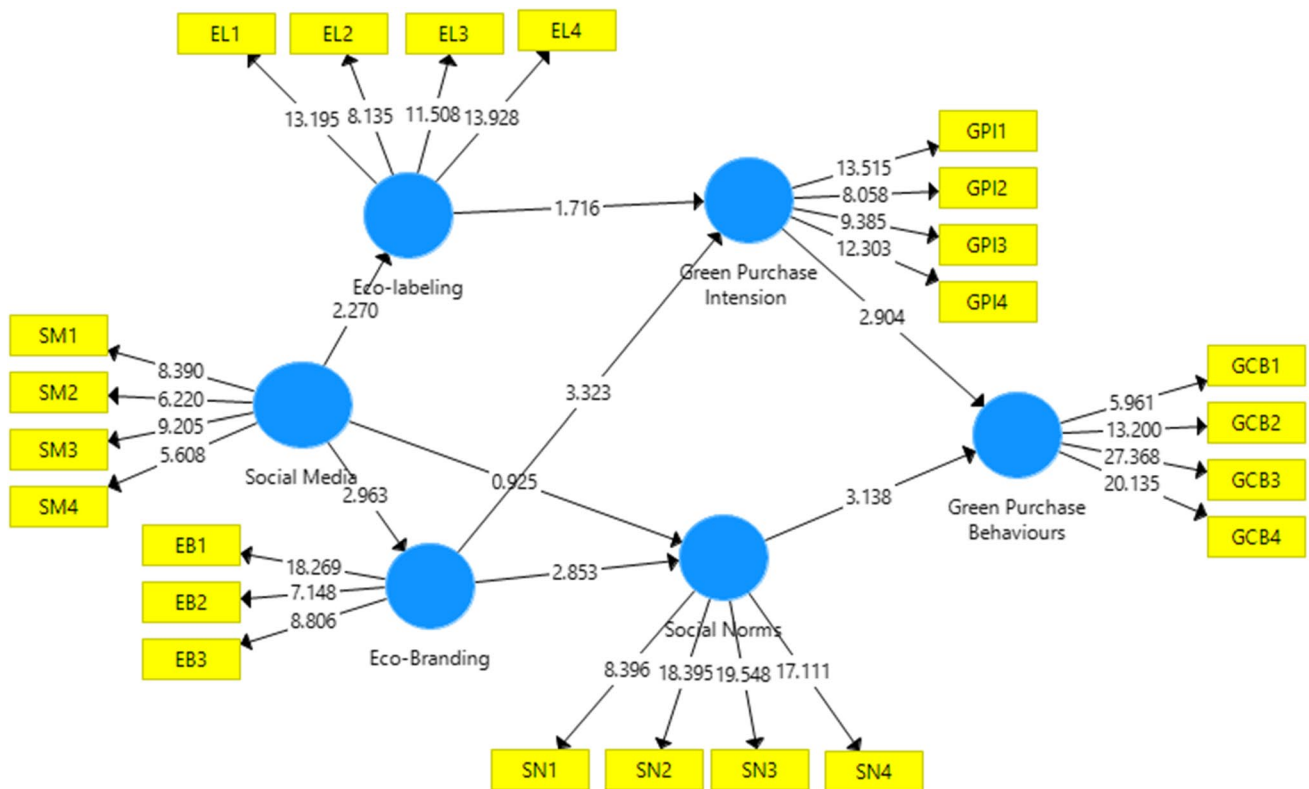 EL1
EL2
EL3
EL4
13.195
8.135
11.508
13.928
GPI1
GPI2
GPI3
GPI4
13.515
8.058
9.385
12.303
1.716
Eco-labeling
Green Purchase
Intension
2.270
2.904
SM1
SM2
SM3
SM4
8.390
6.220
9.205
5.608
Social Media
3.323
0.925
2.963
GCB1
GCB2
GCB3
GCB4
5.961
13.200
27.368
20.135
Green Purchase
Behaviours
3.138
EB1
EB2
EB3
18.269
7.148
8.806
Eco-Branding
2.853
Social Norms
8.396
18.395
19.548
17.111
SN1
SN2
SN3
SN4